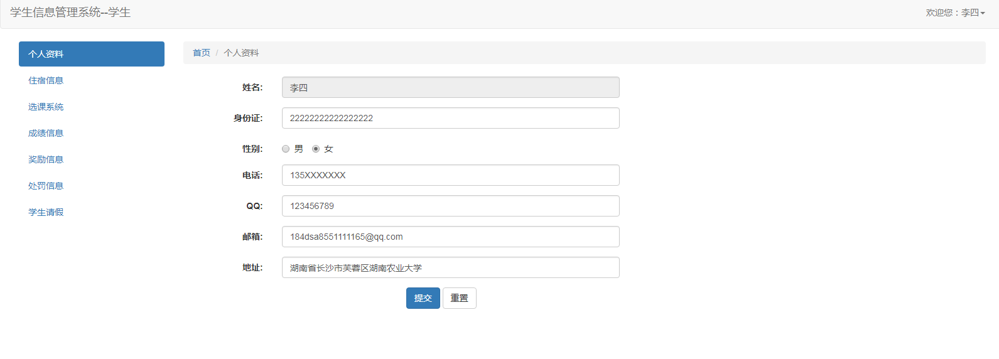 学生信息管理系统--学生
欢迎您：李四
个人资料
住宿信息
选课系统
成绩信息
奖励信息
处罚信息
学生请假
首页 / 个人资料
姓名: 李四
身份证: 22222222222222222
性别: 男 女
电话: 135XXXXXXX
QQ: 123456789
邮箱: 184dsa8551111165@qq.com
地址: 湖南省长沙市芙蓉区湖南农业大学
提交 重置